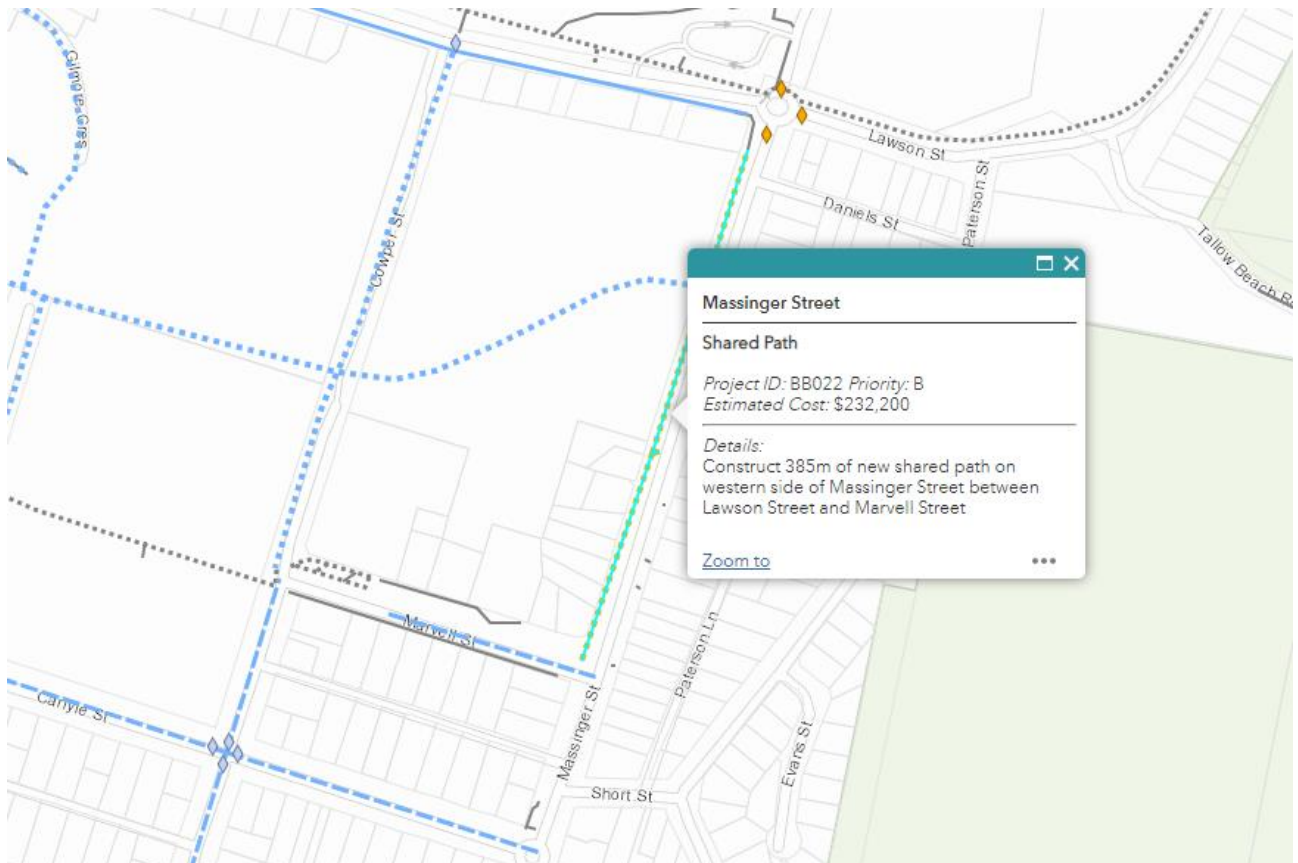 Gilmore Cres
Lawson St
Paterson St
Daniels St
Cowper St
Tallow Beach
Massinger Street
Shared Path
Project ID: BB022 Priority: B
Estimated Cost: $232,200
Details:
Construct 385m of new shared path on
western side of Massinger Street between
Lawson Street and Marvell Street
Zoom to
Marvell St
Paterson Ln
Carlyle St
Massinger St
Evans St
Short St